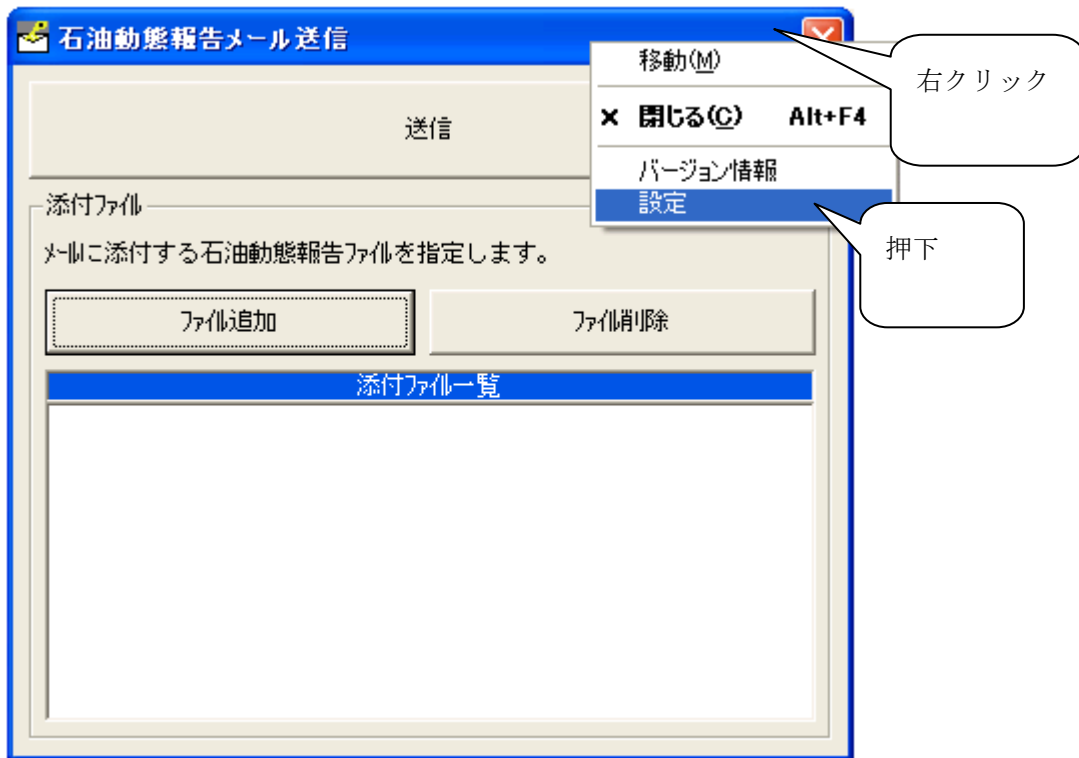 石油動態報告メール送信
移動(M)
右クリック
× 閉じる(C) Alt+F4
送信
バージョン情報
設定
添付ファイル
メールに添付する石油動態報告ファイルを指定します。
押下
ファイル追加
ファイル削除
添付ファイル一覧